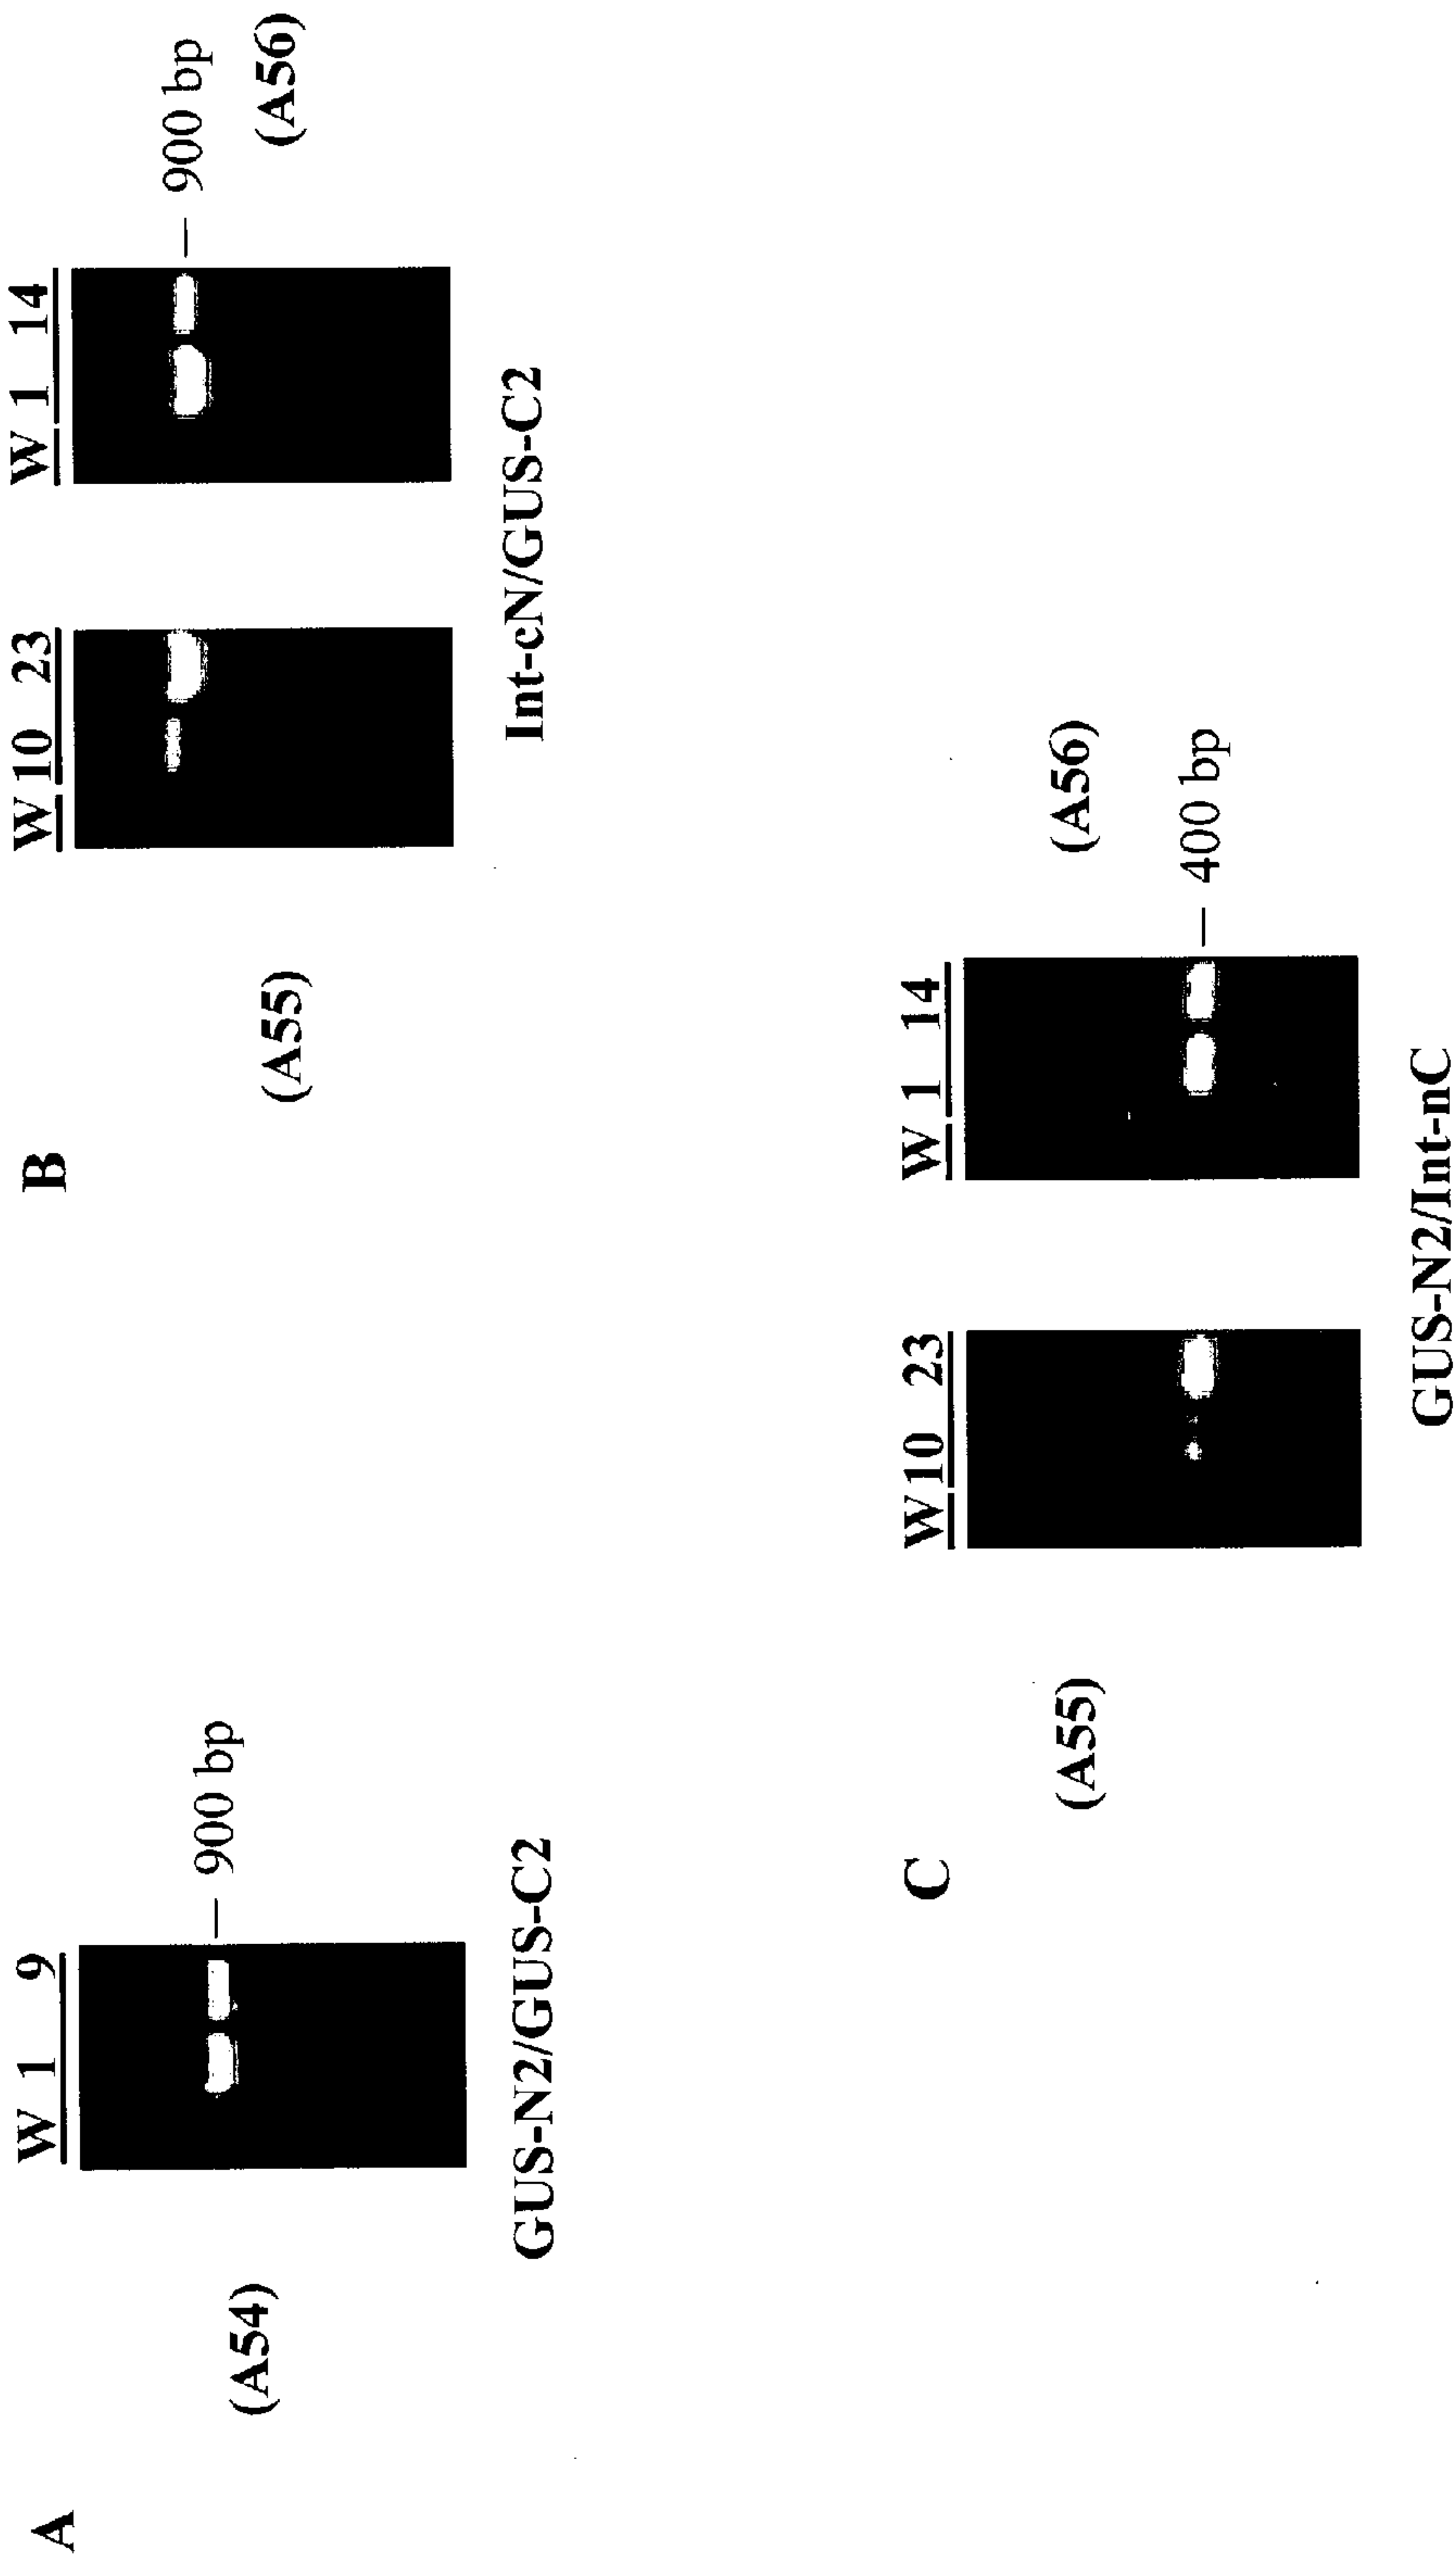 A
W 1 9
(A54)
— 900 bp
GUS-N2/GUS-C2
B
W 10 23
W 1 14
(A55)
— 900 bp
(A56)
Int-cN/GUS-C2
C
W 10 23
W 1 14
(A55)
(A56)
— 400 bp
GUS-N2/Int-nC